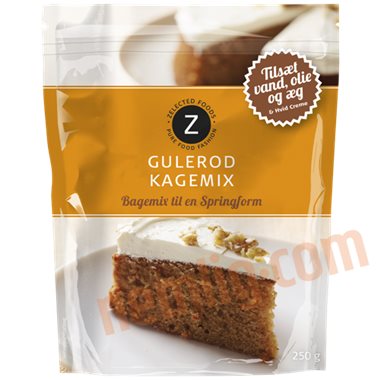 Tilsæt
vand, olie
og æg
& Hvid Creme
ZELECTED FOODS
Z
PURE FOOD FASHION
GULEROD
KAGEMIX
Bagemix til en Springform
250 g